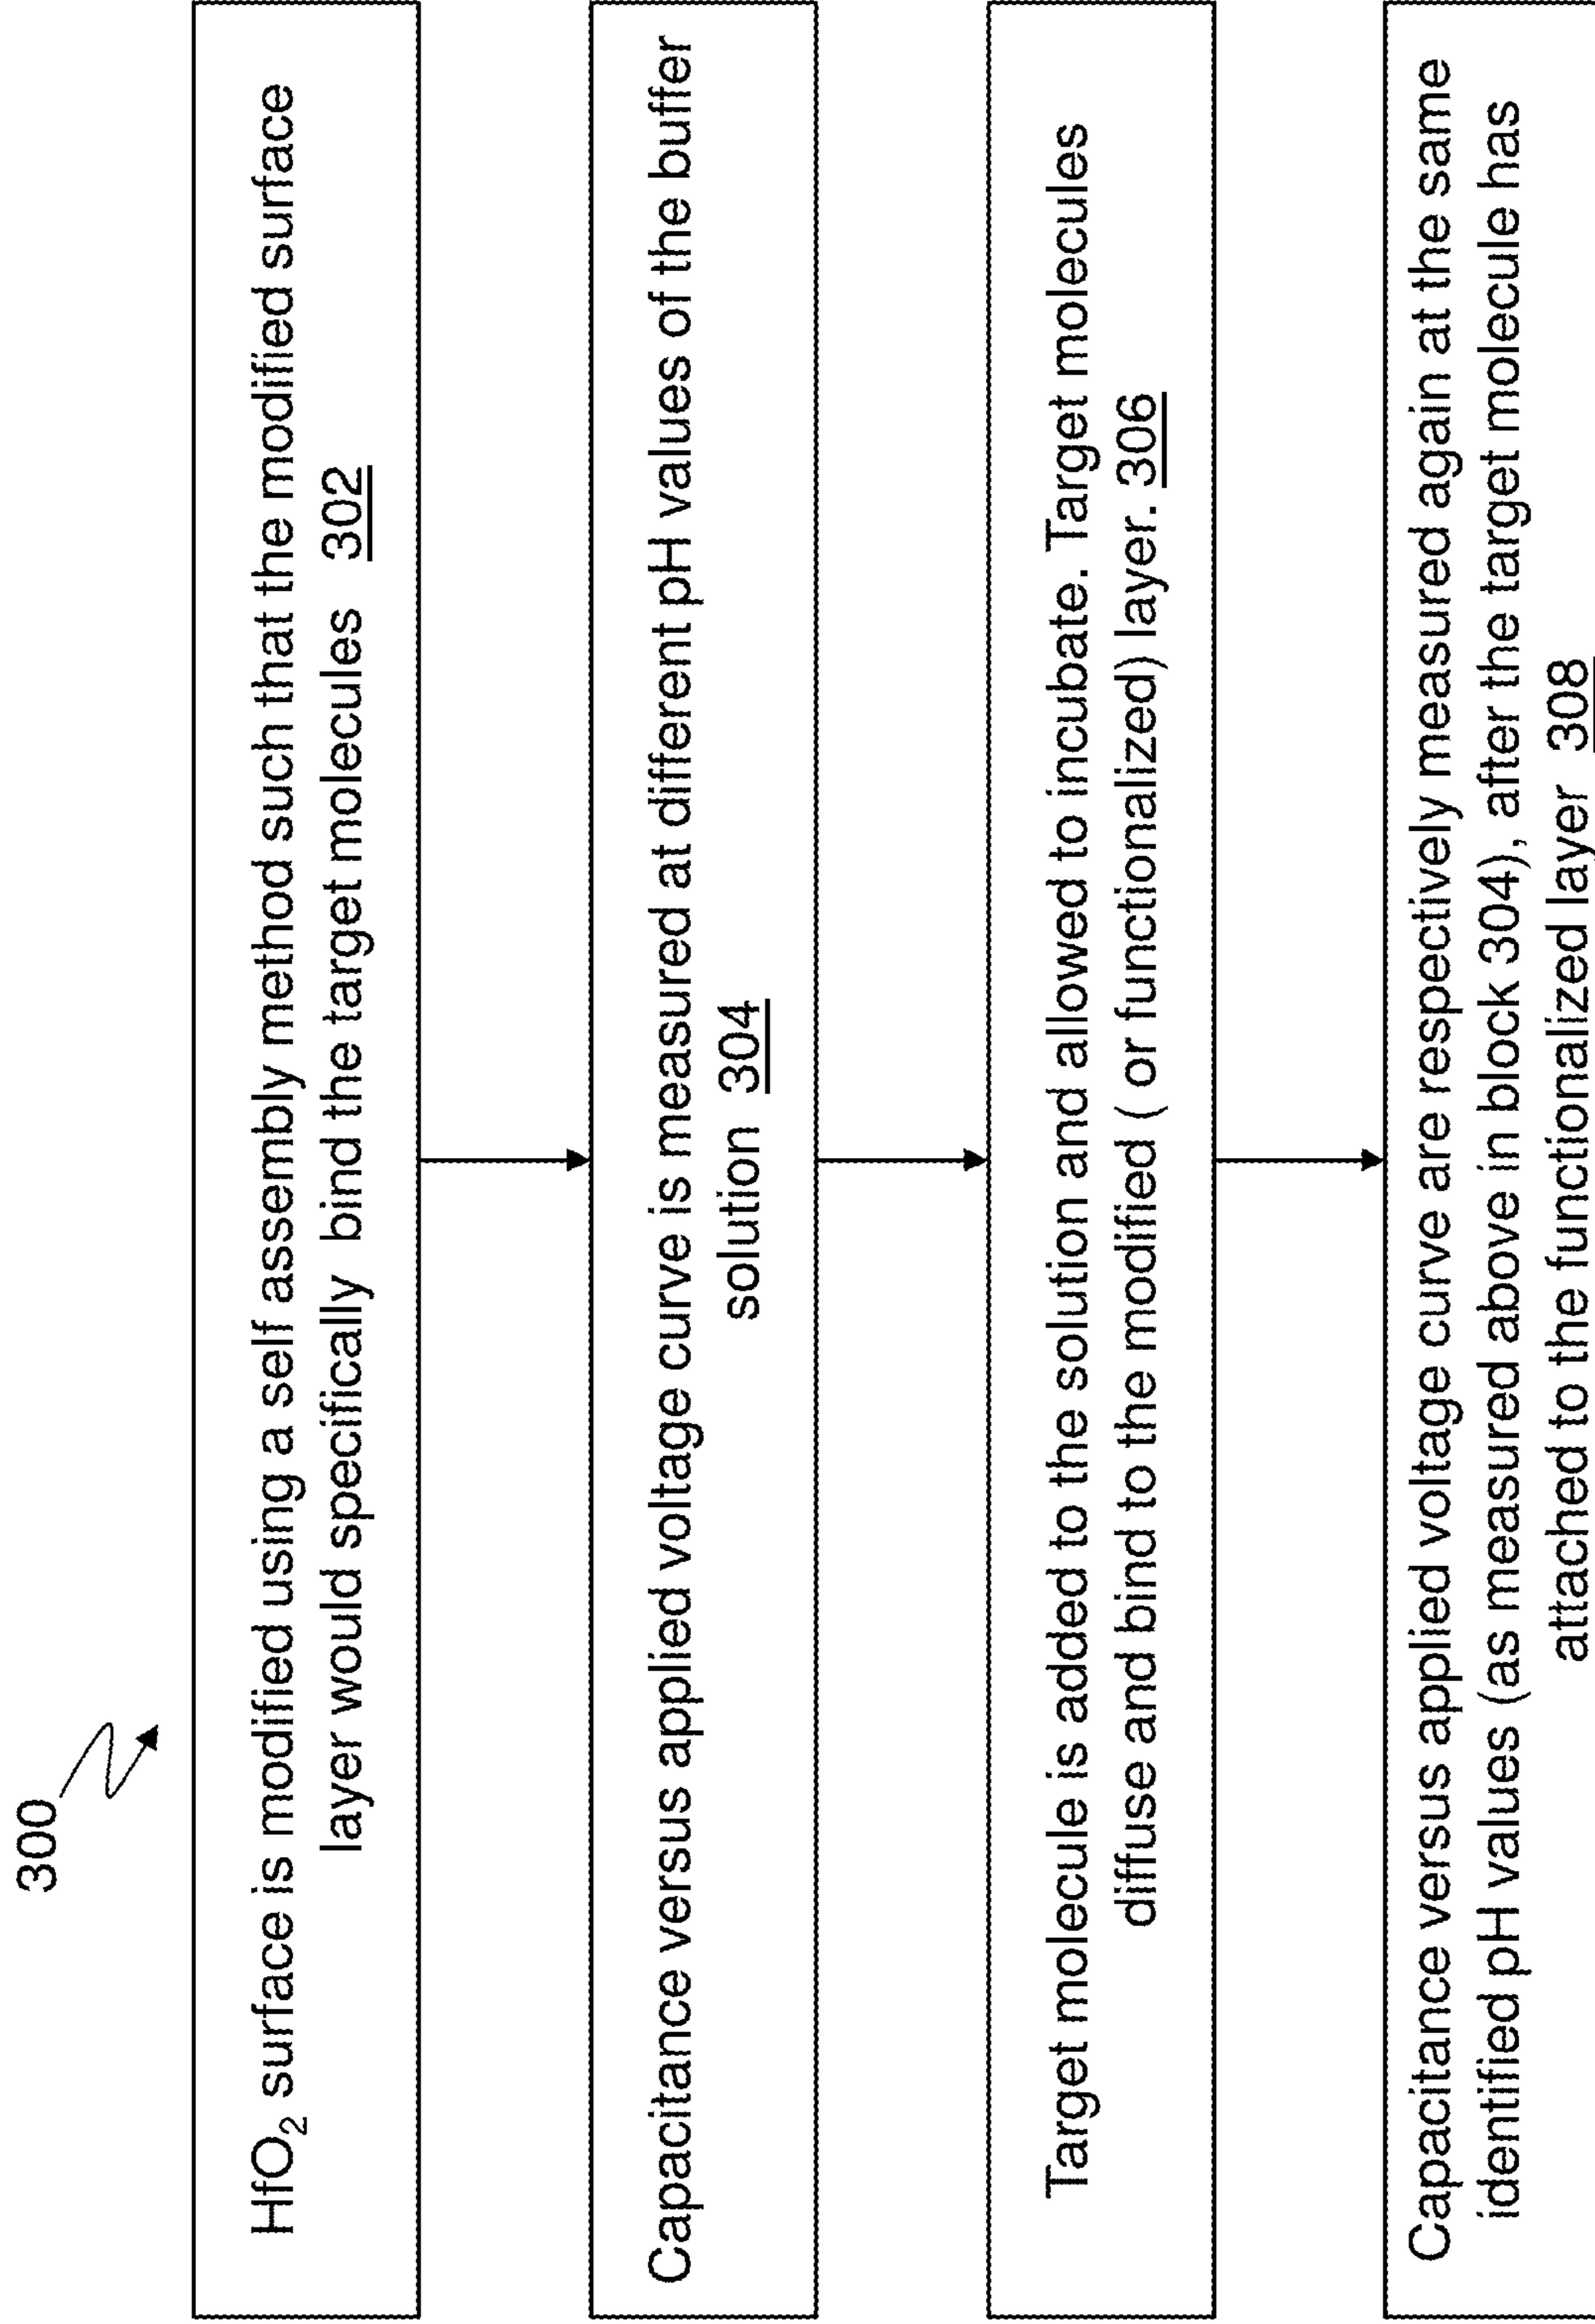 300
HfO₂ surface is modified using a self assembly method such that the modified surface
layer would specifically bind the target molecules 302
Capacitance versus applied voltage curve is measured at different pH values of the buffer
solution 304
Target molecule is added to the solution and allowed to incubate. Target molecules
diffuse and bind to the modified ( or functionalized) layer. 306
Capacitance versus applied voltage curve are respectively measured again at the same
identified pH values (as measured above in block 304), after the target molecule has
attached to the functionalized layer 308